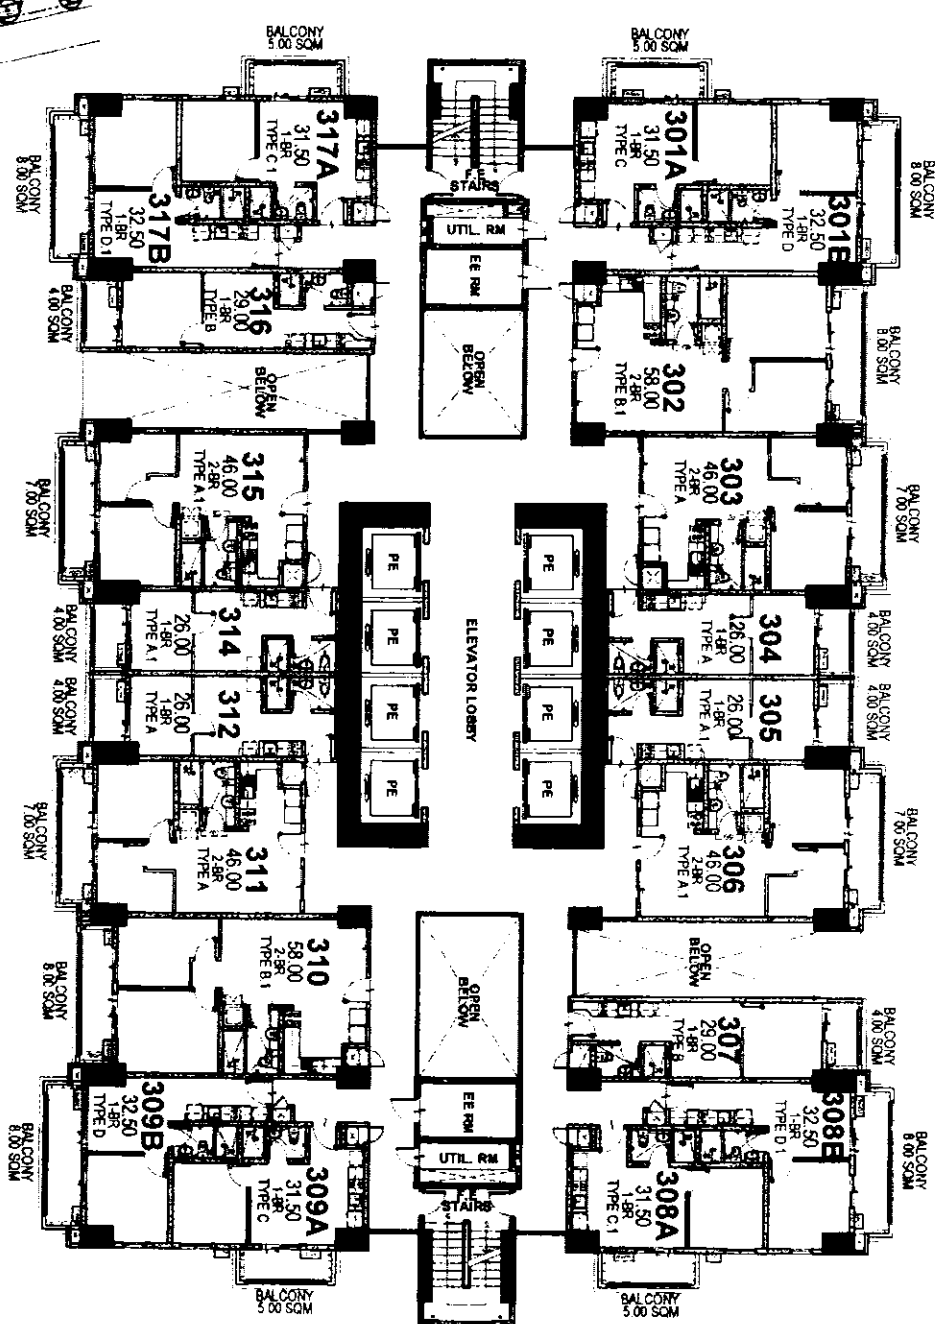 BALCONY
5.00 SQM
BALCONY
5.00 SQM
317A
31.50
1-BR
TYPE C.1
F.E
STAIRS
301A
31.50
1-BR
TYPE C
BALCONY
8.00 SQM
317B
32.50
1-BR
TYPE D.1
UTIL. RM
301B
32.50
1-BR
TYPE D
BALCONY
8.00 SQM
BALCONY
4.00 SQM
316
29.00
1-BR
TYPE B
EE RM
OPEN
BELOW
302
58.00
2-BR
TYPE B.1
BALCONY
8.00 SQM
OPEN
BELOW
BALCONY
7.00 SQM
315
46.00
2-BR
TYPE A.1
303
46.00
2-BR
TYPE A
BALCONY
7.00 SQM
PE
PE
PE
PE
ELEVATOR LOBBY
PE
PE
PE
PE
BALCONY
4.00 SQM
314
26.00
1-BR
TYPE A.1
304
26.00
1-BR
TYPE A
BALCONY
4.00 SQM
BALCONY
4.00 SQM
312
26.00
1-BR
TYPE A
305
26.00
1-BR
TYPE A.1
BALCONY
4.00 SQM
BALCONY
7.00 SQM
311
46.00
2-BR
TYPE A
306
46.00
2-BR
TYPE A.1
BALCONY
7.00 SQM
BALCONY
8.00 SQM
310
58.00
2-BR
TYPE B.1
OPEN
BELOW
OPEN
BELOW
307
29.00
1-BR
TYPE B
BALCONY
4.00 SQM
BALCONY
8.00 SQM
309B
32.50
1-BR
TYPE D
EE RM
308B
32.50
1-BR
TYPE D.1
BALCONY
8.00 SQM
309A
31.50
1-BR
TYPE C
UTIL. RM
F.E
STAIRS
308A
31.50
1-BR
TYPE C.1
BALCONY
5.00 SQM
BALCONY
5.00 SQM